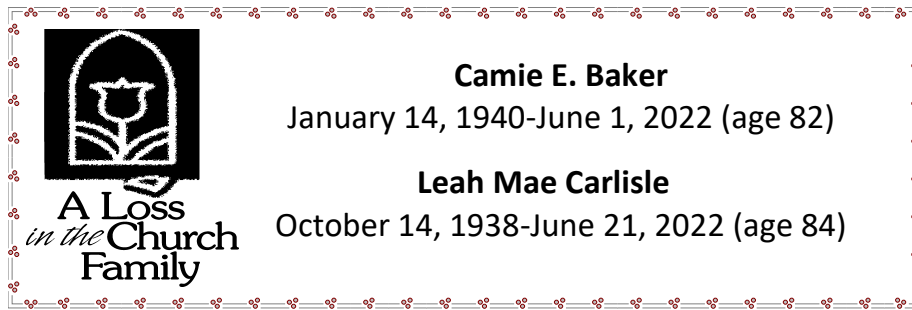 Camie E. Baker
January 14, 1940-June 1, 2022 (age 82)
Leah Mae Carlisle
October 14, 1938-June 21, 2022 (age 84)
A Loss
in the Church
Family